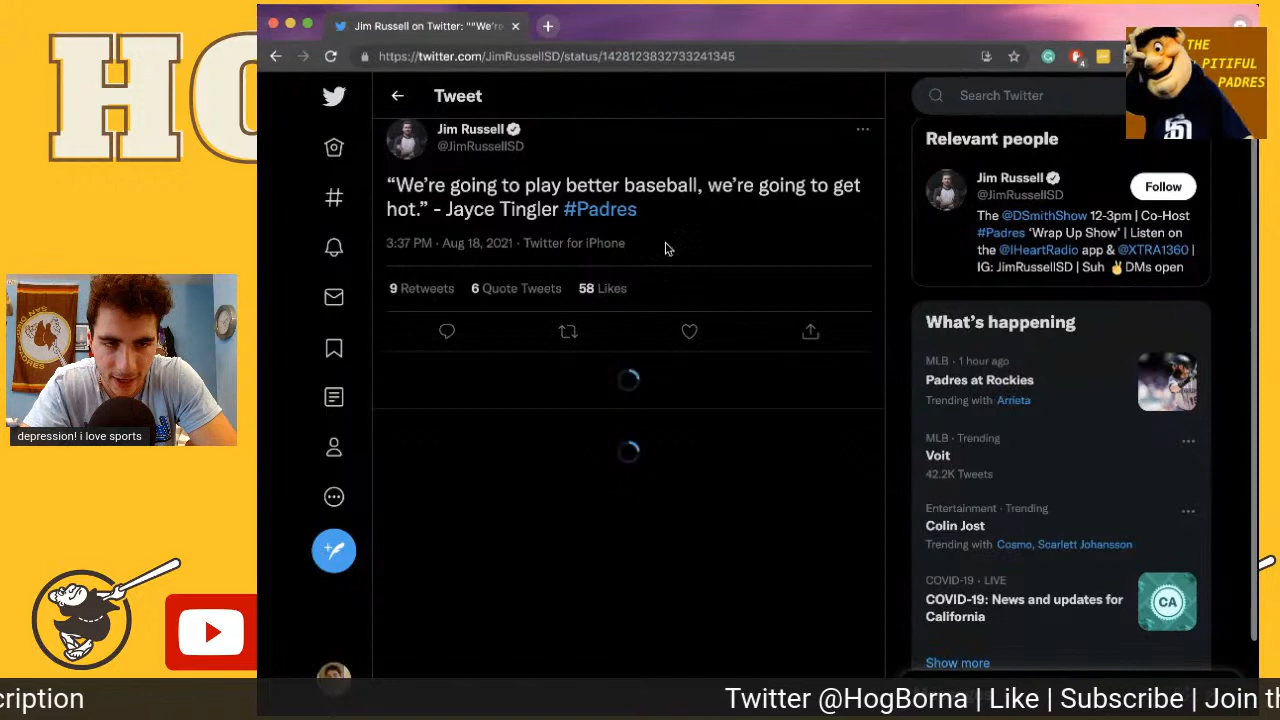 HO
Jim Russell on Twitter: ""We're
https://twitter.com/JimRussellSD/status/1428123832733241345
4
THE
PITIFUL
PADRES
Tweet
Search Twitter
Jim Russell
@JimRussellSD
“We’re going to play better baseball, we’re going to get
hot.” - Jayce Tingler #Padres
3:37 PM · Aug 18, 2021 · Twitter for iPhone
9 Retweets 6 Quote Tweets 58 Likes
Relevant people
Jim Russell
@JimRussellSD
Follow
The @DSmithShow 12-3pm | Co-Host
#Padres ‘Wrap Up Show’ | Listen on
the @IHeartRadio app & @XTRA1360 |
IG: JimRussellSD | Suh ✌️DMs open
What’s happening
MLB · 1 hour ago
Padres at Rockies
Trending with Arrieta
MLB · Trending
Voit
42.2K Tweets
Entertainment · Trending
Colin Jost
Trending with Cosmo, Scarlett Johansson
COVID-19 · LIVE
COVID-19: News and updates for
California
CA
Show more
depression! i love sports
cription
Twitter @HogBorna | Like | Subscribe | Join th